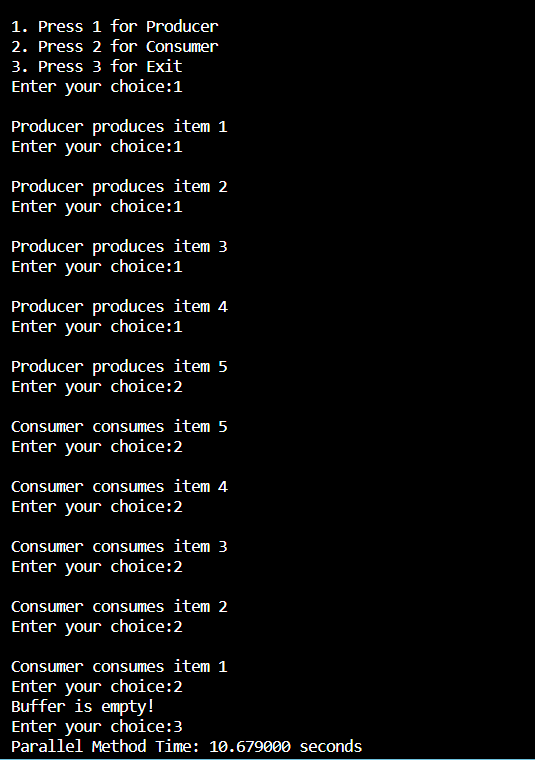 1. Press 1 for Producer
2. Press 2 for Consumer
3. Press 3 for Exit
Enter your choice:1
Producer produces item 1
Enter your choice:1
Producer produces item 2
Enter your choice:1
Producer produces item 3
Enter your choice:1
Producer produces item 4
Enter your choice:1
Producer produces item 5
Enter your choice:2
Consumer consumes item 5
Enter your choice:2
Consumer consumes item 4
Enter your choice:2
Consumer consumes item 3
Enter your choice:2
Consumer consumes item 2
Enter your choice:2
Consumer consumes item 1
Enter your choice:2
Buffer is empty!
Enter your choice:3
Parallel Method Time: 10.679000 seconds